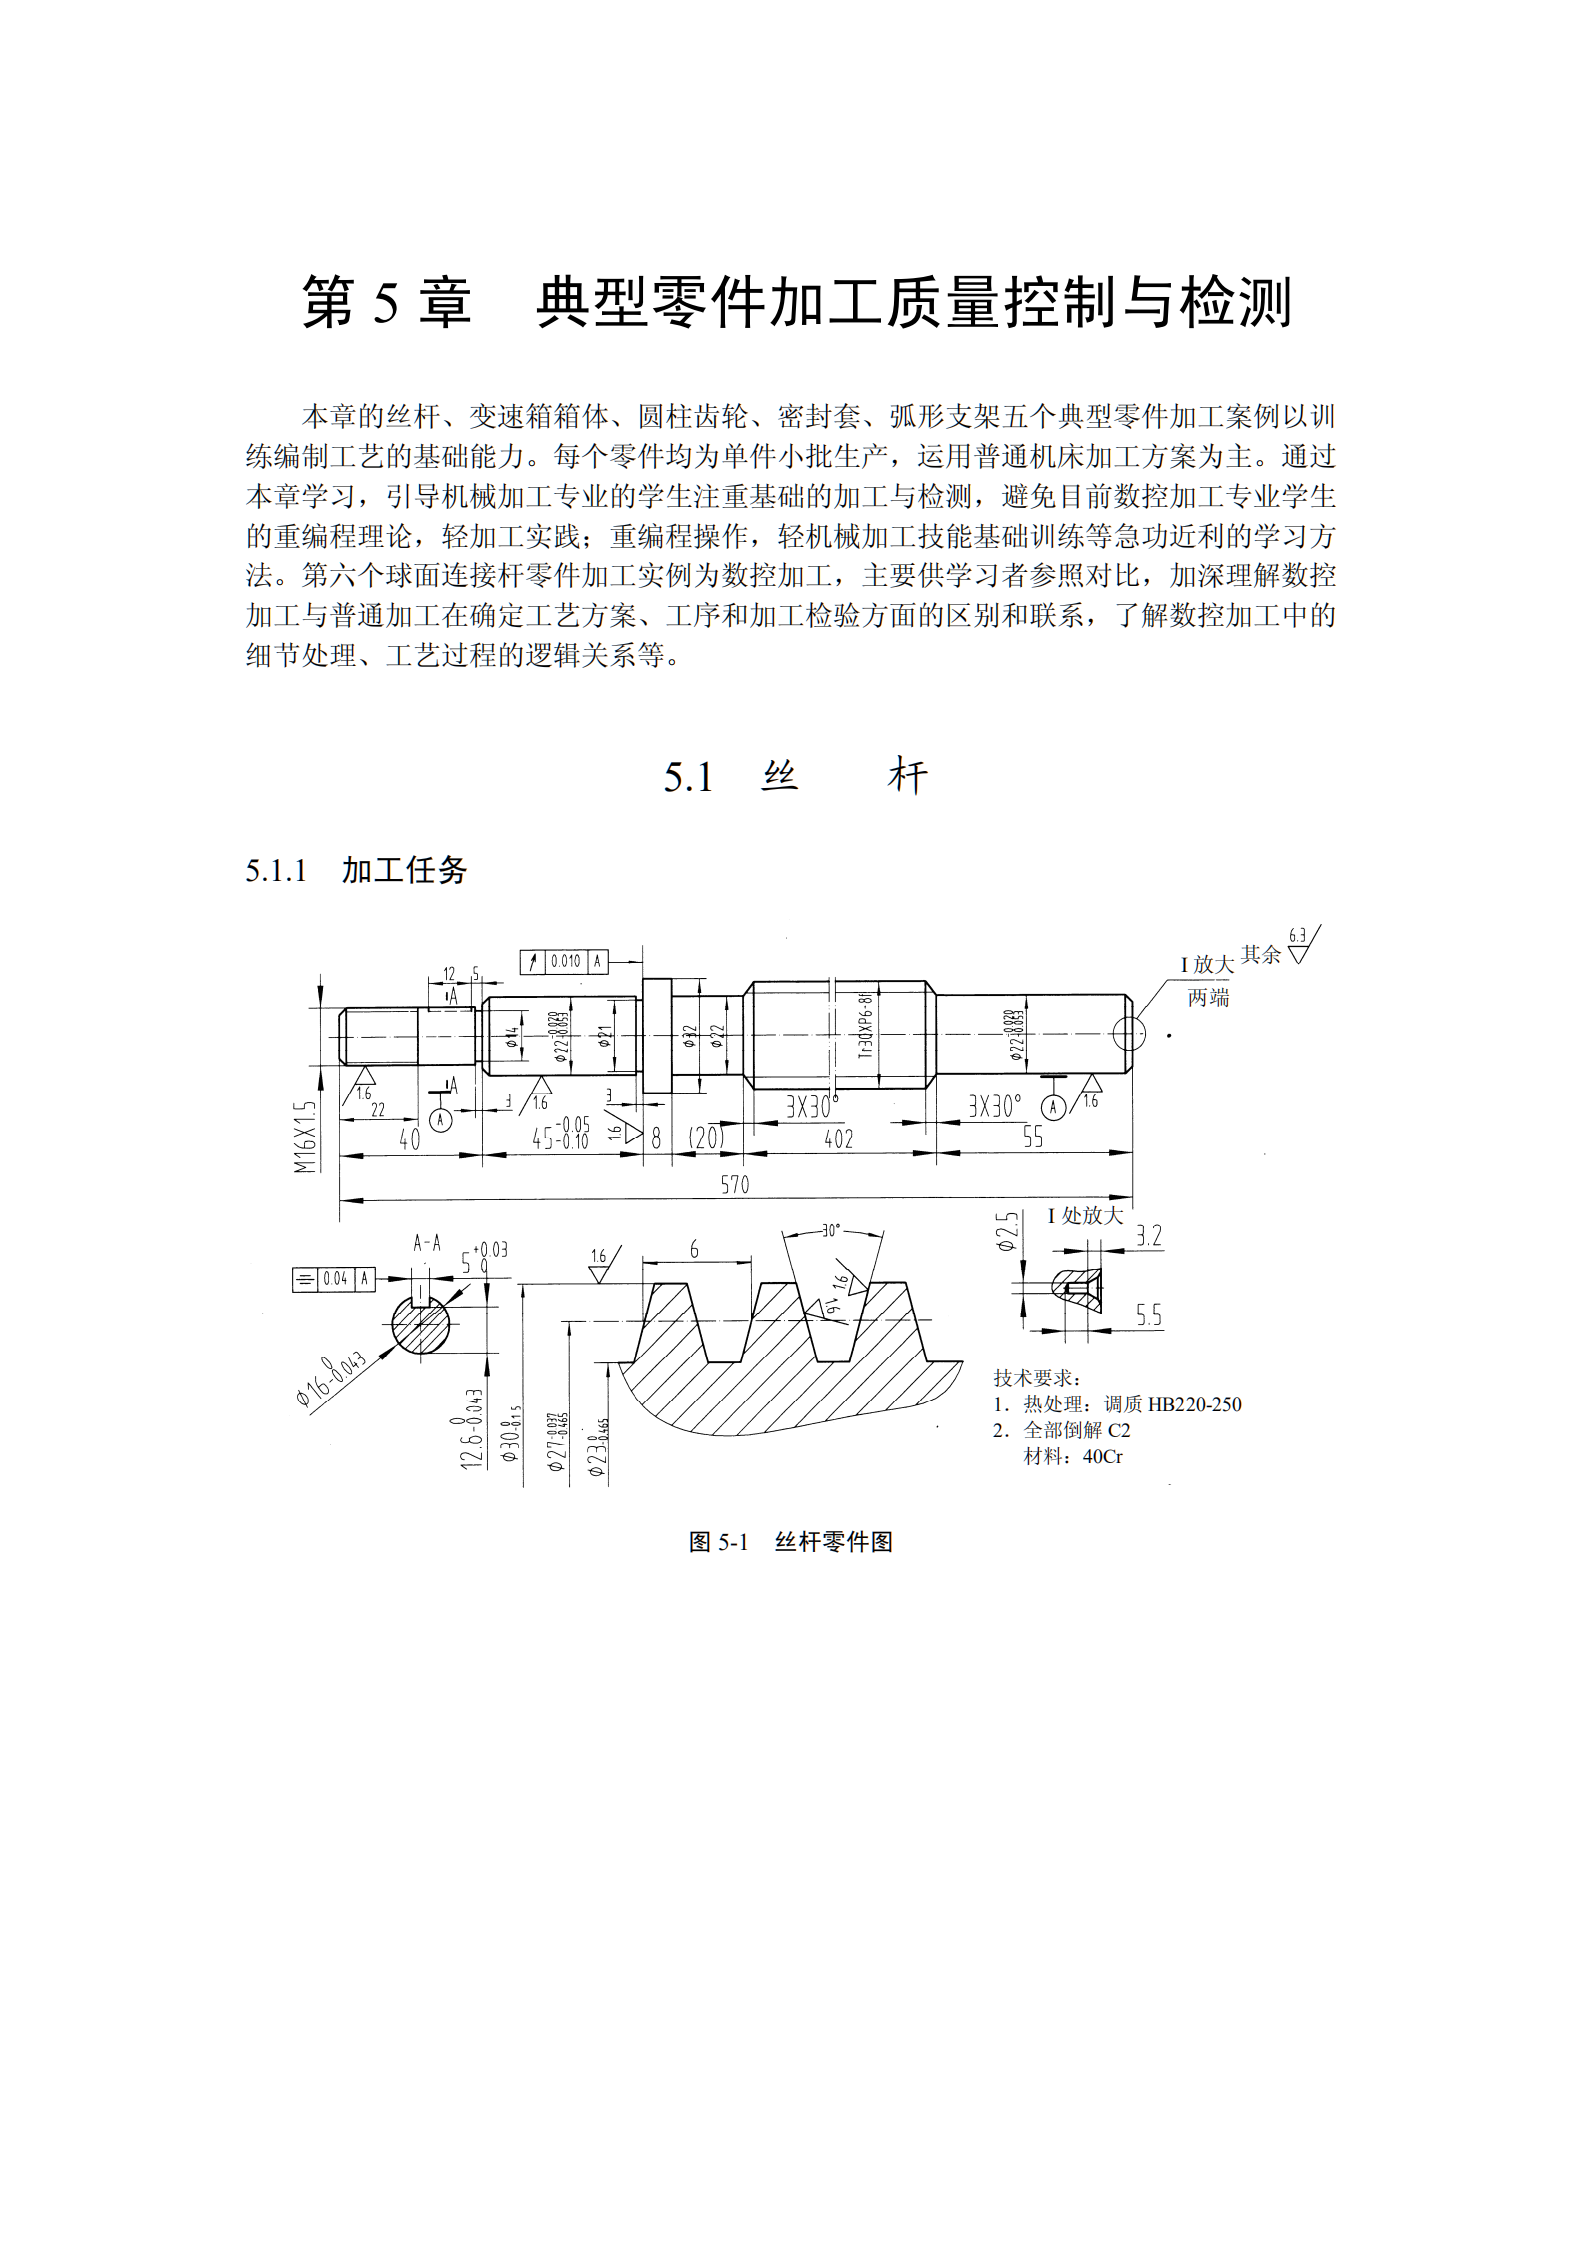 第 5 章 典型零件加工质量控制与检测
本章的丝杆、变速箱箱体、圆柱齿轮、密封套、弧形支架五个典型零件加工案例以训
练编制工艺的基础能力。每个零件均为单件小批生产，运用普通机床加工方案为主。通过
本章学习，引导机械加工专业的学生注重基础的加工与检测，避免目前数控加工专业学生
的重编程理论，轻加工实践；重编程操作，轻机械加工技能基础训练等急功近利的学习方
法。第六个球面连接杆零件加工实例为数控加工，主要供学习者参照对比，加深理解数控
加工与普通加工在确定工艺方案、工序和加工检验方面的区别和联系，了解数控加工中的
细节处理、工艺过程的逻辑关系等。
5.1 丝 杆
5.1.1 加工任务
6.3
其余
I 放大
两端
0.010 A
12 5
A
φ14
φ22-0.020-0.053
φ21
φ32
φ22
Tr30XP6-8f
φ22-0.020-0.053
1.6
A
1.6
3
1.6
1.6
22
A
3X30°
3X30°
A
M16X1.5
40
45-0.05-0.10
8
(20)
402
55
570
A-A
5+0.03 0
0.04 A
φ16 0-0.043
12.6 0-0.043
φ30 0-0.15
φ27-0.037-0.465
φ23 0-0.465
1.6
6
30°
1.6
1.6
I 处放大
φ2.5
3.2
5.5
技术要求：
1．热处理：调质 HB220-250
2．全部倒解 C2
材料：40Cr
图 5-1 丝杆零件图